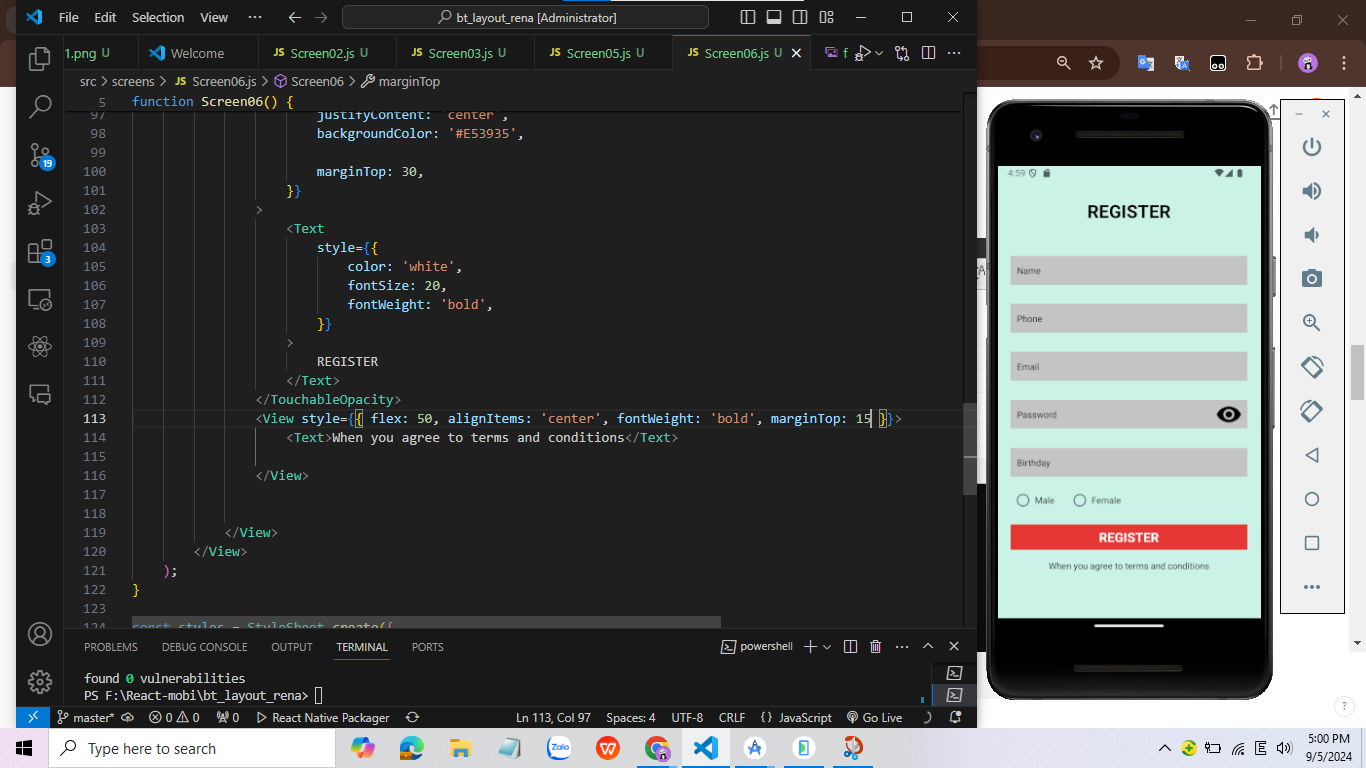 File Edit Selection View ··· bt_layout_rena [Administrator]
1.png U Welcome JS Screen02.js U JS Screen03.js U JS Screen05.js U JS Screen06.js U f
src > screens > JS Screen06.js > Screen06 > marginTop
5 function Screen06() {
97 justifyContent: 'center',
98 backgroundColor: '#E53935',
99
100 marginTop: 30,
101 }}
102 >
103 <Text
104 style={{
105 color: 'white',
106 fontSize: 20,
107 fontWeight: 'bold',
108 }}
109 >
110 REGISTER
111 </Text>
112 </TouchableOpacity>
113 <View style={{ flex: 50, alignItems: 'center', fontWeight: 'bold', marginTop: 15 }}>
114 <Text>When you agree to terms and conditions</Text>
115
116 </View>
117
118
119 </View>
120 </View>
121 );
122 }
123
124 const styles = StyleSheet.create({
19
3
PROBLEMS DEBUG CONSOLE OUTPUT TERMINAL PORTS powershell
found 0 vulnerabilities
PS F:\React-mobi\bt_layout_rena>
master* 0 0 0 React Native Packager Ln 113, Col 97 Spaces: 4 UTF-8 CRLF {} JavaScript Go Live
4:59
REGISTER
Name
Phone
Email
Password
Birthday
Male Female
REGISTER
When you agree to terms and conditions
?
Type here to search
Zalo
E
5:00 PM
9/5/2024